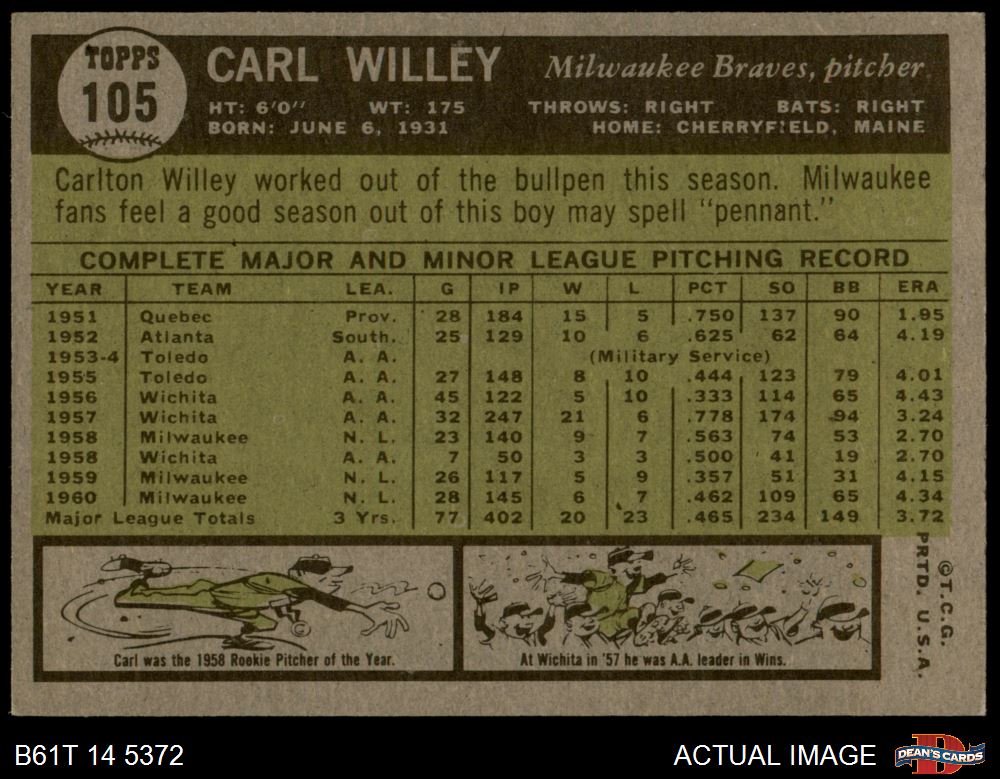 TOPPS
105
CARL WILLEY Milwaukee Braves, pitcher
HT: 6'0" WT: 175 THROWS: RIGHT BATS: RIGHT
BORN: JUNE 6, 1931 HOME: CHERRYFIELD, MAINE
Carlton Willey worked out of the bullpen this season. Milwaukee
fans feel a good season out of this boy may spell "pennant."
COMPLETE MAJOR AND MINOR LEAGUE PITCHING RECORD
YEAR TEAM LEA. G IP W L PCT SO BB ERA
1951 Quebec Prov. 28 184 15 5 .750 137 90 1.95
1952 Atlanta South. 25 129 10 6 .625 62 64 4.19
1953-4 Toledo A. A. (Military Service)
1955 Toledo A. A. 27 148 8 10 .444 123 79 4.01
1956 Wichita A. A. 45 122 5 10 .333 114 65 4.43
1957 Wichita A. A. 32 247 21 6 .778 174 94 3.24
1958 Milwaukee N. L. 23 140 9 7 .563 74 53 2.70
1958 Wichita A. A. 7 50 3 3 .500 41 19 2.70
1959 Milwaukee N. L. 26 117 5 9 .357 51 31 4.15
1960 Milwaukee N. L. 28 145 6 7 .462 109 65 4.34
Major League Totals 3 Yrs. 77 402 20 23 .465 234 149 3.72
Carl was the 1958 Rookie Pitcher of the Year.
At Wichita in '57 he was A.A. leader in Wins.
©T.C.G.
PRTD. U.S.A.
B61T 14 5372
ACTUAL IMAGE
D
DEAN'S CARDS